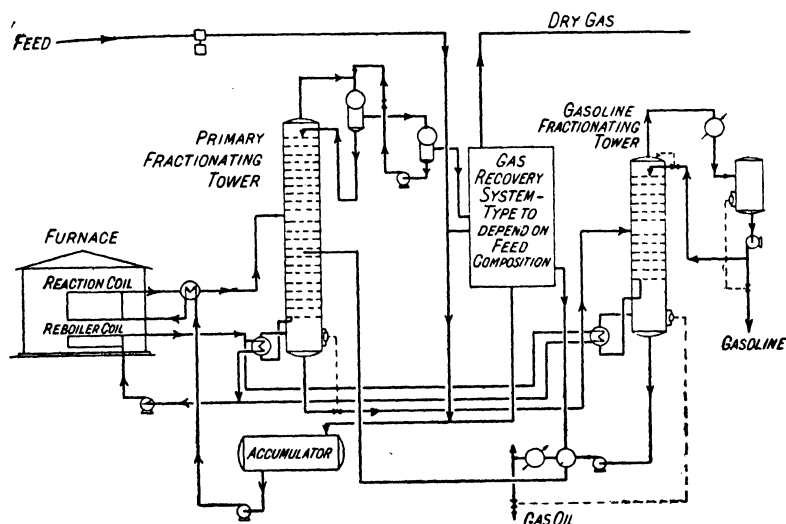 FEED
DRY GAS
PRIMARY
FRACTIONATING
TOWER
GASOLINE
FRACTIONATING
TOWER
GAS
RECOVERY
SYSTEM-
TYPE TO
DEPEND ON
FEED
COMPOSITION
FURNACE
REACTION COIL
REBOILER COIL
GASOLINE
ACCUMULATOR
GAS OIL